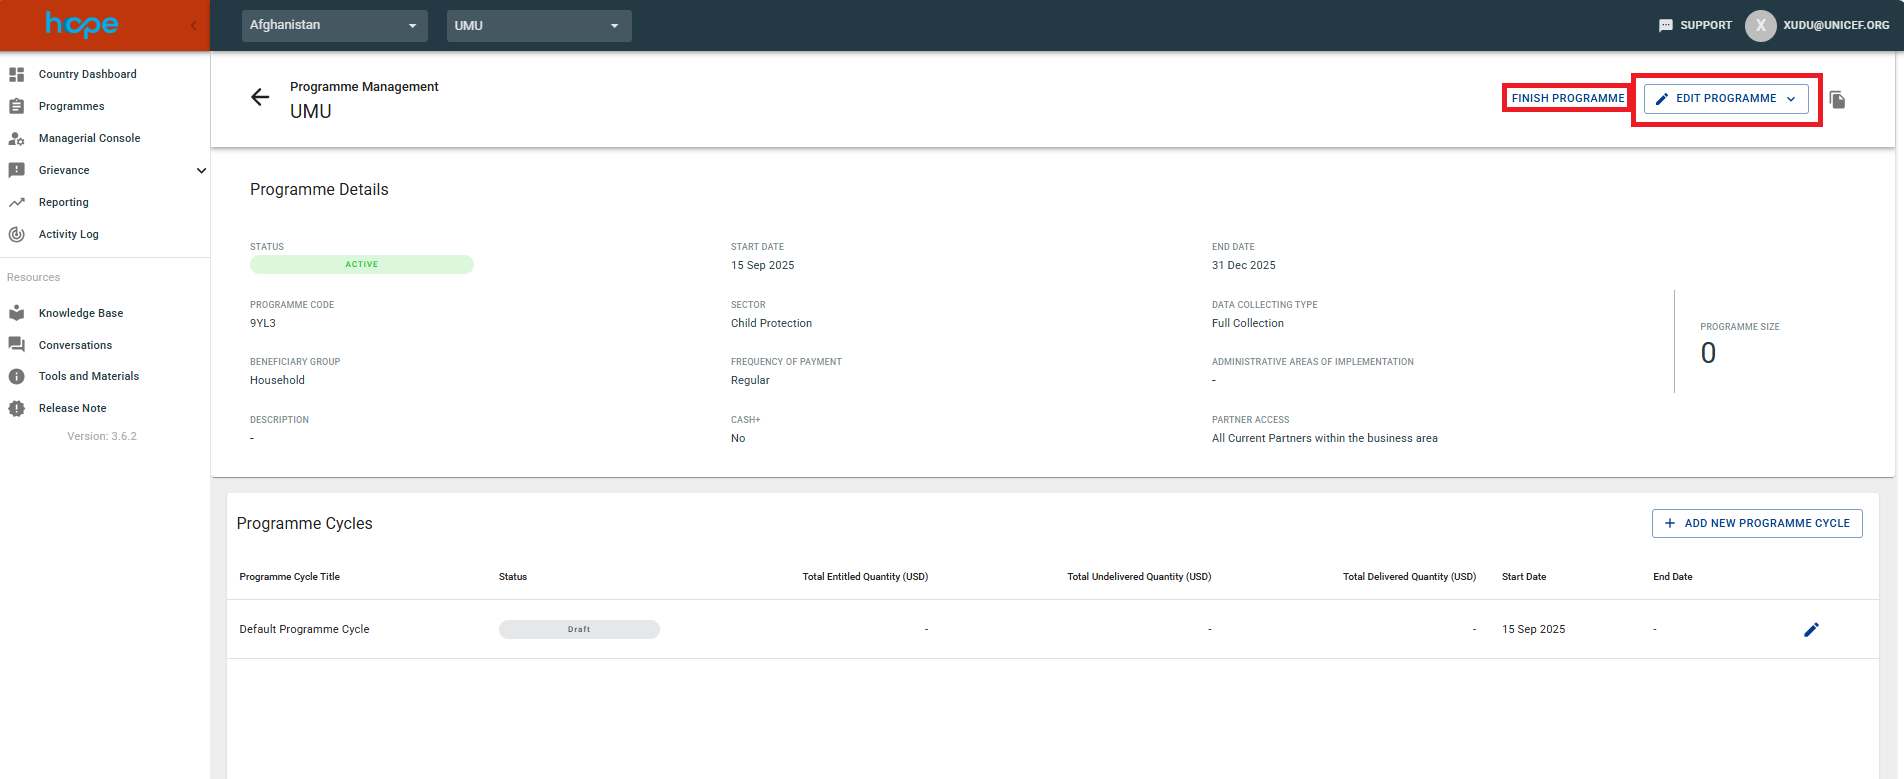 hope
Afghanistan
UMU
SUPPORT
X
XUDU@UNICEF.ORG
Country Dashboard
Programmes
Managerial Console
Grievance
Reporting
Activity Log
Resources
Knowledge Base
Conversations
Tools and Materials
Release Note
Version: 3.6.2
Programme Management
UMU
FINISH PROGRAMME
EDIT PROGRAMME
Programme Details
STATUS
ACTIVE
START DATE
15 Sep 2025
END DATE
31 Dec 2025
PROGRAMME CODE
9YL3
SECTOR
Child Protection
DATA COLLECTING TYPE
Full Collection
BENEFICIARY GROUP
Household
FREQUENCY OF PAYMENT
Regular
ADMINISTRATIVE AREAS OF IMPLEMENTATION
-
DESCRIPTION
-
CASH+
No
PARTNER ACCESS
All Current Partners within the business area
PROGRAMME SIZE
0
Programme Cycles
+ ADD NEW PROGRAMME CYCLE
Programme Cycle Title Status Total Entitled Quantity (USD) Total Undelivered Quantity (USD) Total Delivered Quantity (USD) Start Date End Date
Default Programme Cycle Draft - - - 15 Sep 2025 -